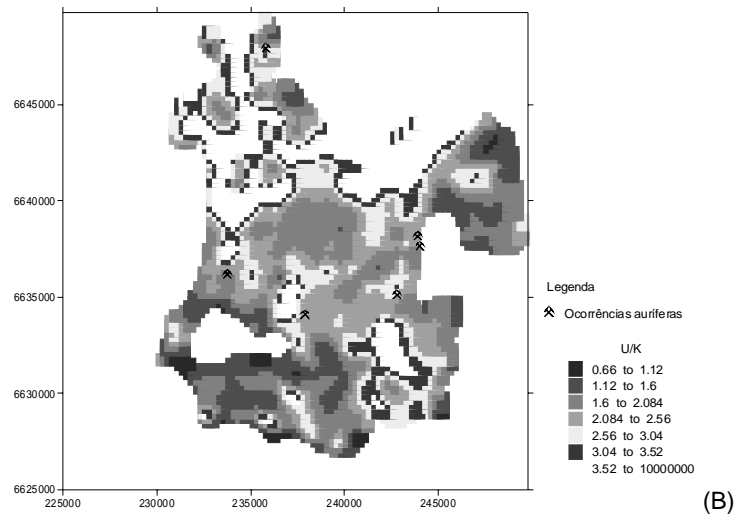 6645000
6640000
6635000
6630000
6625000
225000 230000 235000 240000 245000
Legenda
Ocorrências auríferas
U/K
0.66 to 1.12
1.12 to 1.6
1.6 to 2.084
2.084 to 2.56
2.56 to 3.04
3.04 to 3.52
3.52 to 10000000
(B)